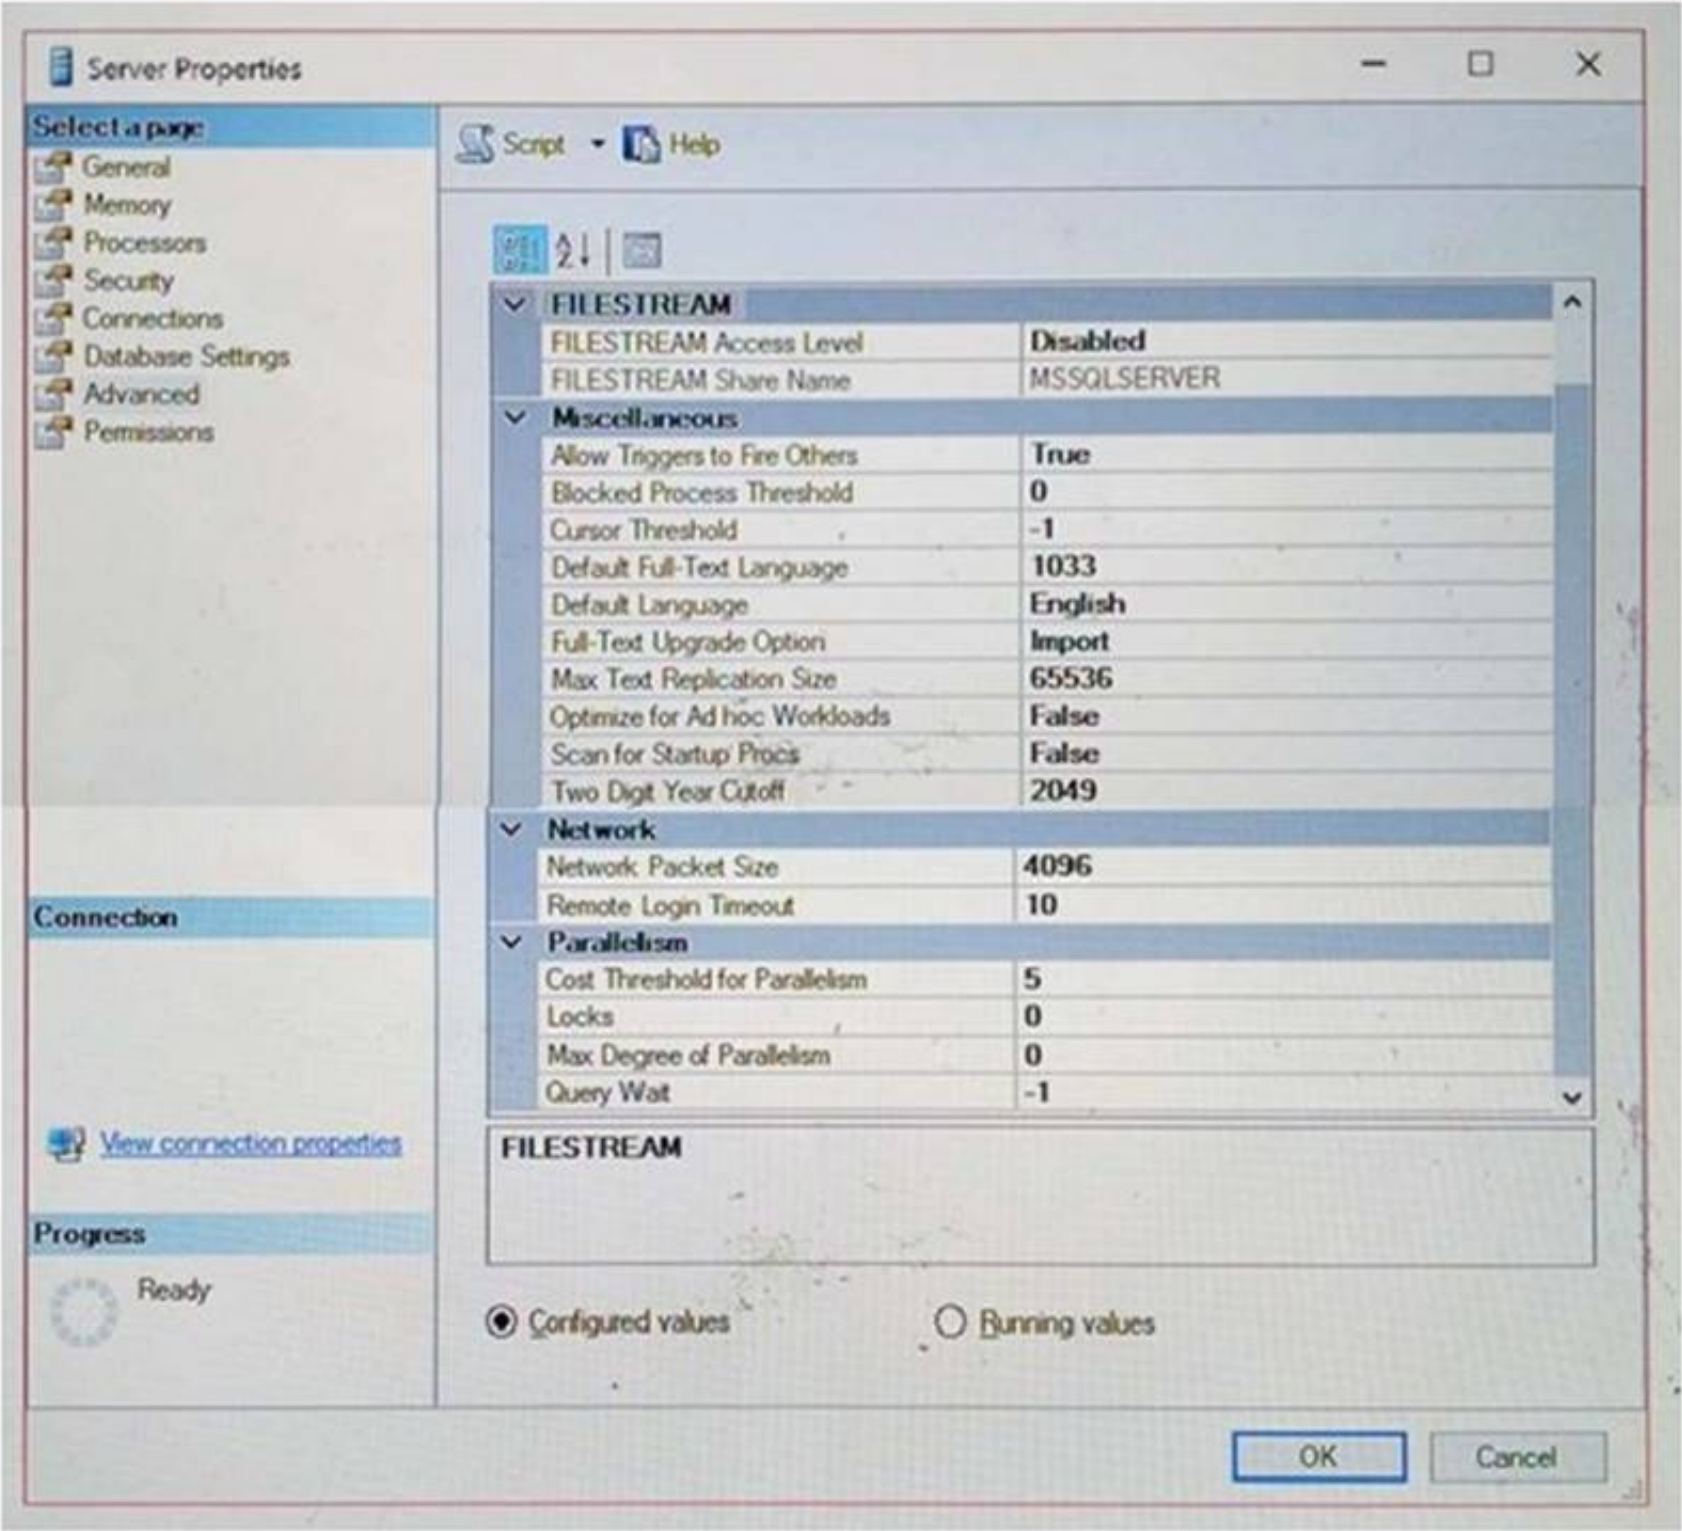 Server Properties
Select a page
General
Memory
Processors
Security
Connections
Database Settings
Advanced
Permissions
Script Help
FILESTREAM
FILESTREAM Access Level Disabled
FILESTREAM Share Name MSSQLSERVER
Miscellaneous
Allow Triggers to Fire Others True
Blocked Process Threshold 0
Cursor Threshold -1
Default Full-Text Language 1033
Default Language English
Full-Text Upgrade Option Import
Max Text Replication Size 65536
Optimize for Ad hoc Workloads False
Scan for Startup Procs False
Two Digit Year Cutoff 2049
Network
Network Packet Size 4096
Remote Login Timeout 10
Parallelism
Cost Threshold for Parallelism 5
Locks 0
Max Degree of Parallelism 0
Query Wait -1
Connection
View connection properties
Progress
Ready
FILESTREAM
Configured values Running values
OK Cancel